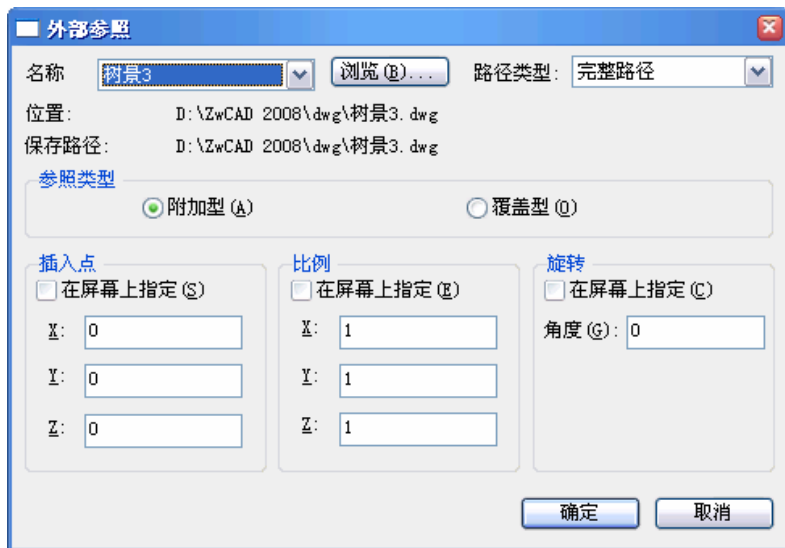 外部参照
名称 树景3 浏览(B)... 路径类型: 完整路径
位置: D:\ZwCAD 2008\dwg\树景3.dwg
保存路径: D:\ZwCAD 2008\dwg\树景3.dwg
参照类型
附加型(A) 覆盖型(O)
插入点 比例 旋转
在屏幕上指定(S) 在屏幕上指定(E) 在屏幕上指定(C)
X: 0 X: 1 角度(G): 0
Y: 0 Y: 1
Z: 0 Z: 1
确定 取消